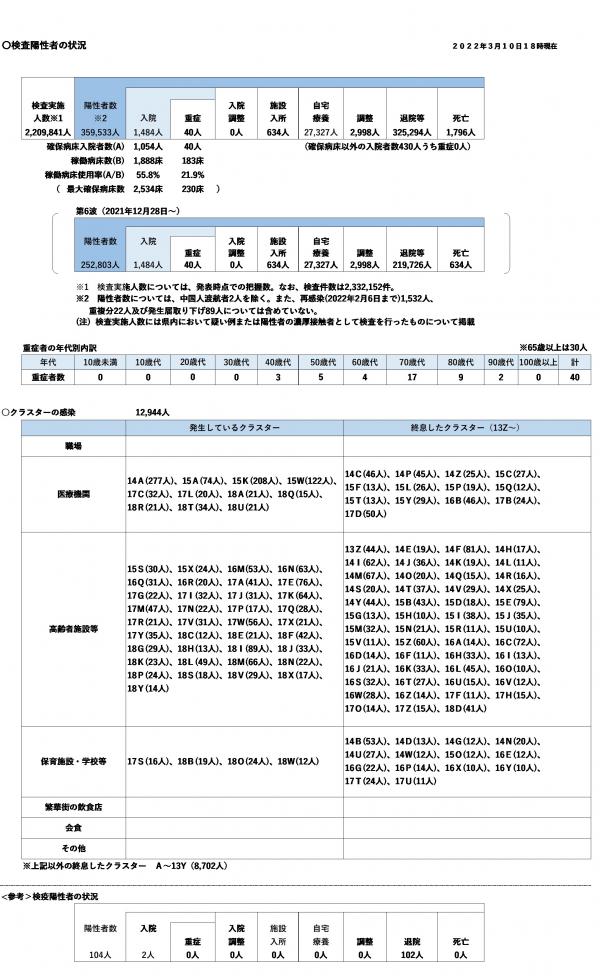 〇検査陽性者の状況
２０２２年３月１０日１８時現在
検査実施人数※1 陽性者数※2 入院 重症 入院調整 施設入所 自宅療養 調整 退院等 死亡
2,209,841人 359,533人 1,484人 40人 0人 634人 27,327人 2,998人 325,294人 1,796人
確保病床入院者数(A) 1,054人 40人 （確保病床以外の入院者数430人うち重症0人）
稼働病床数(B) 1,888床 183床
稼働病床使用率(A/B) 55.8% 21.9%
（ 最大確保病床数 2,534床 230床 ）
第6波（2021年12月28日～）
陽性者数 入院 重症 入院調整 施設入所 自宅療養 調整 退院等 死亡
252,803人 1,484人 40人 0人 634人 27,327人 2,998人 219,726人 634人
※1 検査実施人数については、発表時点での把握数。なお、検査件数は2,332,152件。
※2 陽性者数については、中国人渡航者2人を除く。また、再感染(2022年2月6日まで)1,532人、
重複分22人及び発生届取り下げ89人については含めていない。
（注）検査実施人数には県内において疑い例または陽性者の濃厚接触者として検査を行ったものについて掲載
重症者の年代別内訳 ※65歳以上は30人
年代 10歳未満 10歳代 20歳代 30歳代 40歳代 50歳代 60歳代 70歳代 80歳代 90歳代 100歳以上 計
重症者数 0 0 0 0 3 5 4 17 9 2 0 40
〇クラスターの感染 12,944人
発生しているクラスター 終息したクラスター（13Z～）
職場
医療機関
14A(277人)、15A(74人)、15K(208人)、15W(122人)、
17C(32人)、17L(20人)、18A(21人)、18Q(15人)、
18R(21人)、18T(34人)、18U(21人)
14C(46人)、14P(45人)、14Z(25人)、15C(27人)、
15F(13人)、15L(26人)、15P(19人)、15Q(12人)、
15T(13人)、15Y(29人)、16B(46人)、17B(24人)、
17D(50人)
高齢者施設等
15S(30人)、15X(24人)、16M(53人)、16N(63人)、
16Q(31人)、16R(20人)、17A(41人)、17E(76人)、
17G(22人)、17I(32人)、17J(31人)、17K(64人)、
17M(47人)、17N(22人)、17P(17人)、17Q(28人)、
17R(21人)、17V(31人)、17W(56人)、17X(21人)、
17Y(35人)、18C(12人)、18E(21人)、18F(42人)、
18G(29人)、18H(13人)、18I(89人)、18J(33人)、
18K(23人)、18L(49人)、18M(66人)、18N(22人)、
18P(24人)、18S(18人)、18V(29人)、18X(17人)、
18Y(14人)
13Z(44人)、14E(19人)、14F(81人)、14H(17人)、
14I(62人)、14J(36人)、14K(19人)、14L(11人)、
14M(67人)、14O(20人)、14Q(15人)、14R(16人)、
14S(20人)、14T(37人)、14V(29人)、14X(25人)、
14Y(44人)、15B(43人)、15D(18人)、15E(79人)、
15G(13人)、15H(10人)、15I(38人)、15J(35人)、
15M(32人)、15N(21人)、15R(11人)、15U(10人)、
15V(11人)、15Z(60人)、16A(14人)、16C(72人)、
16D(14人)、16F(11人)、16H(33人)、16I(13人)、
16J(21人)、16K(33人)、16L(45人)、16O(10人)、
16S(32人)、16T(27人)、16U(15人)、16V(12人)、
16W(28人)、16Z(14人)、17F(11人)、17H(15人)、
17O(14人)、17Z(15人)、18D(41人)
保育施設・学校等
17S(16人)、18B(19人)、18O(24人)、18W(12人)
14B(53人)、14D(13人)、14G(12人)、14N(20人)、
14U(27人)、14W(12人)、15O(12人)、16E(12人)、
16G(22人)、16P(14人)、16X(10人)、16Y(10人)、
17T(24人)、17U(11人)
繁華街の飲食店
会食
その他
※上記以外の終息したクラスター A～13Y（8,702人）
<参考>検疫陽性者の状況
陽性者数 入院 重症 入院調整 施設入所 自宅療養 調整 退院 死亡
104人 2人 0人 0人 0人 0人 0人 102人 0人